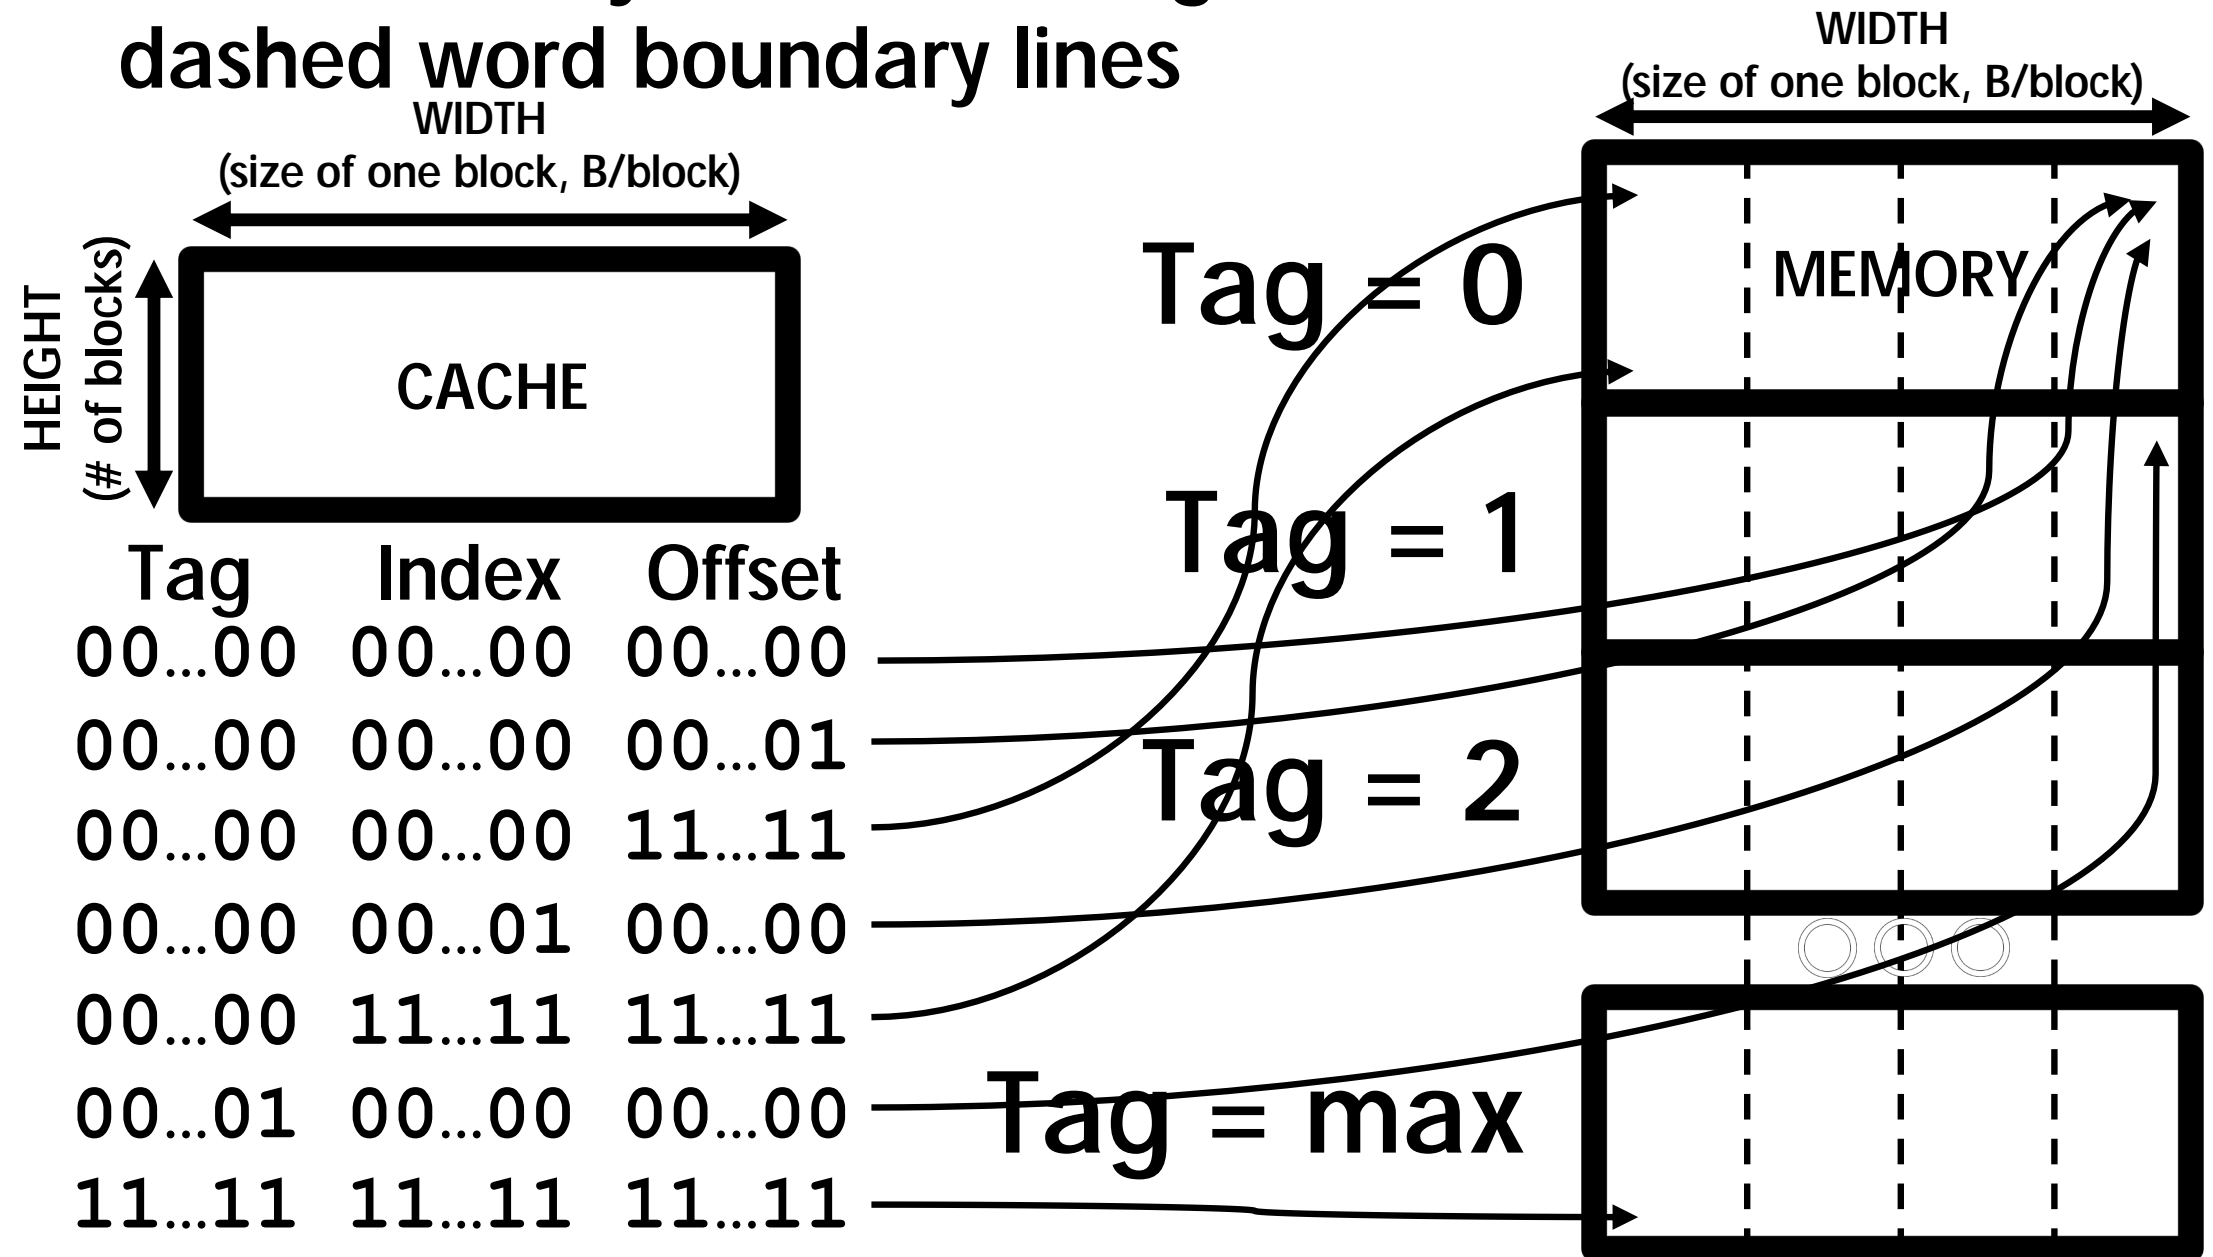 dashed word boundary lines
WIDTH
(size of one block, B/block)
HEIGHT
(# of blocks)
CACHE
Tag Index Offset
00...00 00...00 00...00
00...00 00...00 00...01
00...00 00...00 11...11
00...00 00...01 00...00
00...00 11...11 11...11
00...01 00...00 00...00
11...11 11...11 11...11
WIDTH
(size of one block, B/block)
MEMORY
Tag = 0
Tag = 1
Tag = 2
Tag = max